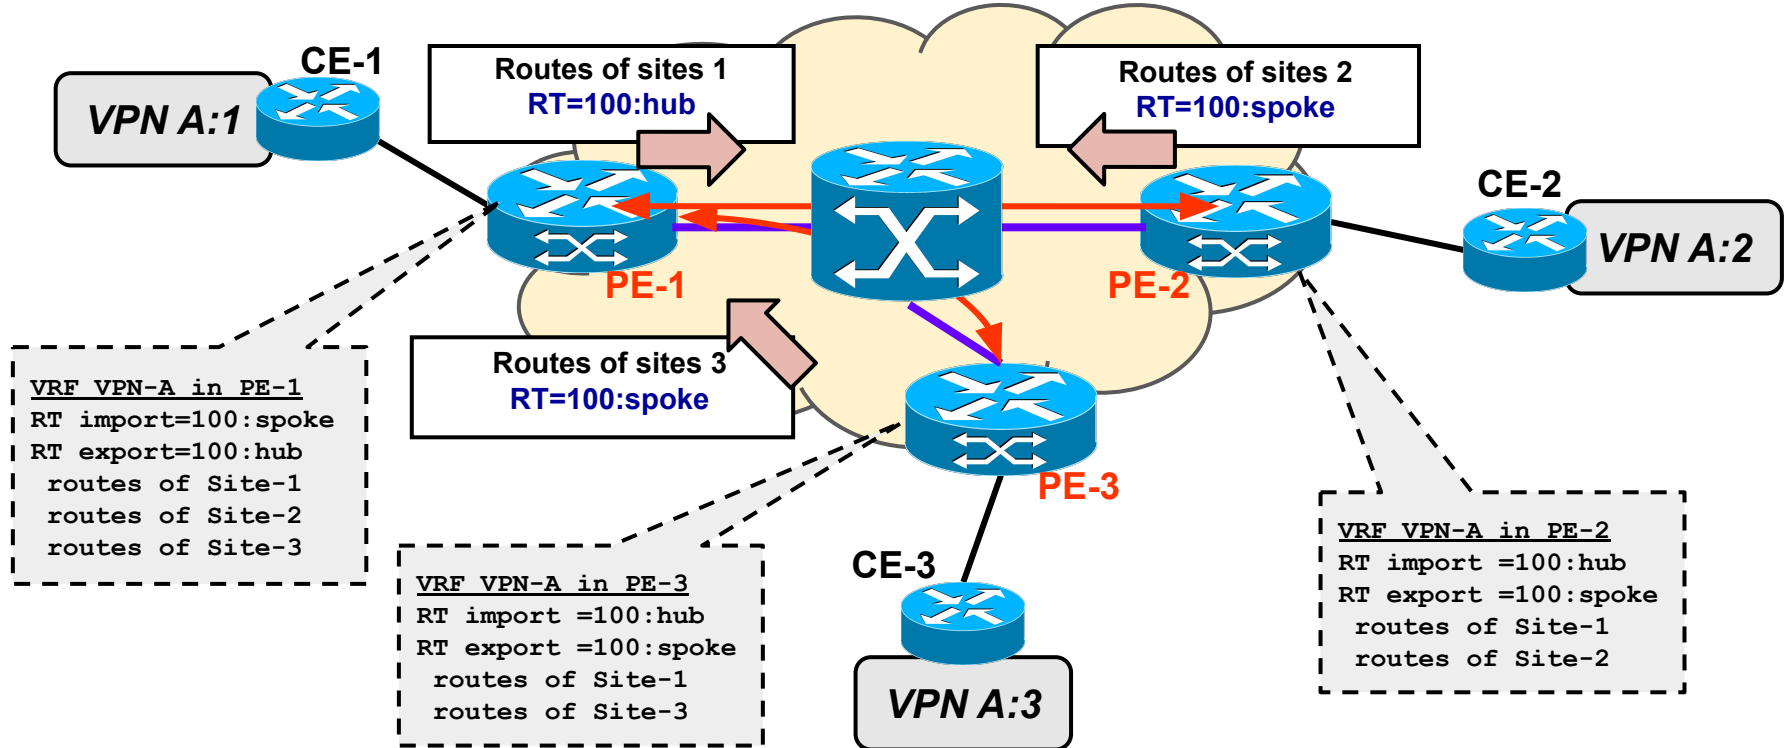 CE-1
VPN A:1
Routes of sites 1
RT=100:hub
Routes of sites 2
RT=100:spoke
CE-2
VPN A:2
PE-1
PE-2
Routes of sites 3
RT=100:spoke
PE-3
VRF VPN-A in PE-1
RT import=100:spoke
RT export=100:hub
routes of Site-1
routes of Site-2
routes of Site-3
VRF VPN-A in PE-3
RT import =100:hub
RT export =100:spoke
routes of Site-1
routes of Site-3
CE-3
VPN A:3
VRF VPN-A in PE-2
RT import =100:hub
RT export =100:spoke
routes of Site-1
routes of Site-2